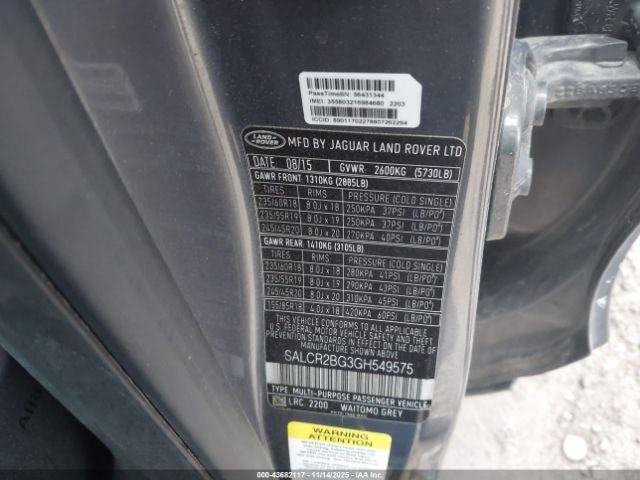 PassTimeSN: 56431344
IMEI: 355803216984680 2203
ICCID: 89011702278807262294
LAND ROVER
MFD BY JAGUAR LAND ROVER LTD
DATE: 08/15 GVWR: 2600KG (5730LB)
GAWR FRONT: 1310KG (2885LB)
TIRES RIMS PRESSURE (COLD SINGLE)
235/60R18 8.0J x 18 250KPA 37PSI (LB/PO²)
235/55R19 8.0J x 19 250KPA 37PSI (LB/PO²)
245/45R20 8.0J x 20 270KPA 40PSI (LB/PO²)
GAWR REAR: 1410KG (3105LB)
TIRES RIMS PRESSURE (COLD SINGLE)
235/60R18 8.0J x 18 280KPA 41PSI (LB/PO²)
235/55R19 8.0J x 19 290KPA 43PSI (LB/PO²)
245/45R20 8.0J x 20 310KPA 45PSI (LB/PO²)
155/85R18 4.0J x 18 420KPA 60PSI (LB/PO²)
THIS VEHICLE CONFORMS TO ALL APPLICABLE
U.S. FEDERAL MOTOR VEHICLE SAFETY AND THEFT
PREVENTION STANDARDS IN EFFECT ON THE DATE OF
MANUFACTURE SHOWN ABOVE.
SALCR2BG3GH549575
TYPE: MULTI-PURPOSE PASSENGER VEHICLE
LRC. 2200 WAITOMO GREY
WARNING
ATTENTION
IAA 000-43682117 - 11/14/2025 - IAAI.COM